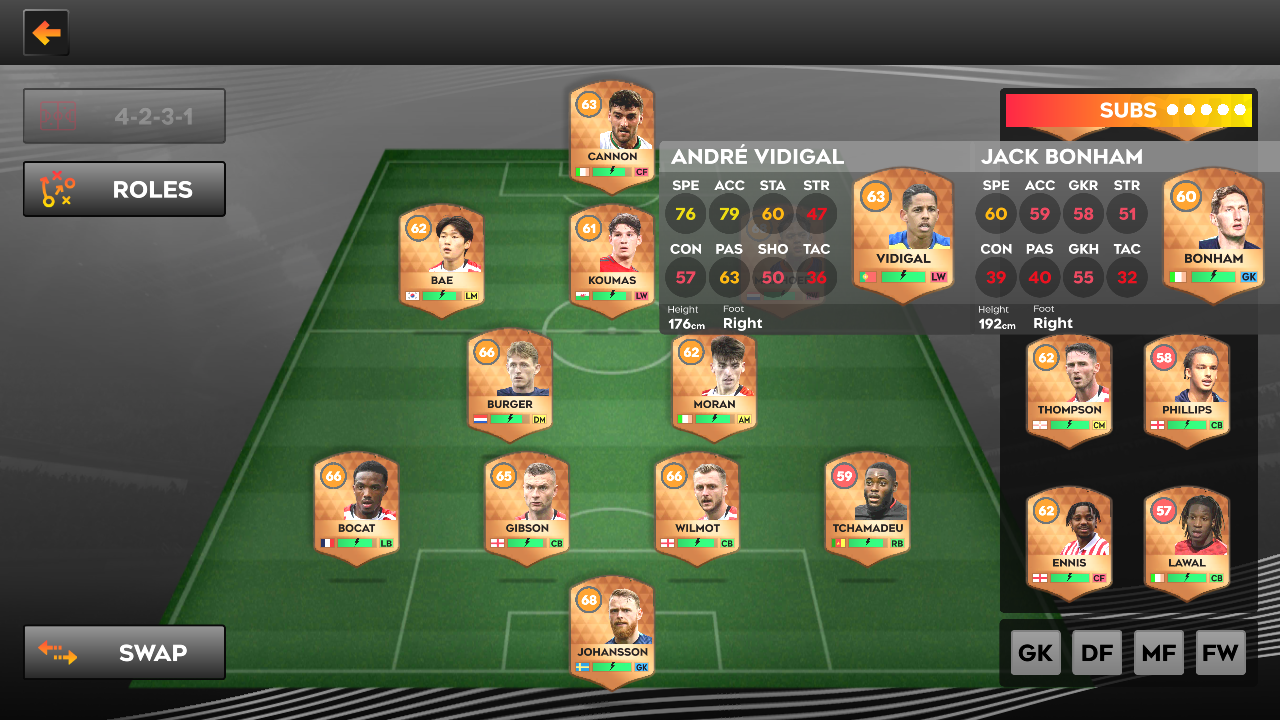 4-2-3-1
ROLES
SWAP
63
CANNON
CF
62
BAE
LM
61
KOUMAS
LW
66
BURGER
DM
62
MORAN
AM
66
BOCAT
LB
65
GIBSON
CB
66
WILMOT
CB
59
TCHAMADEU
RB
68
JOHANSSON
GK
SUBS
ANDRÉ VIDIGAL
SPE ACC STA STR
76 79 60 47
CON PAS SHO TAC
57 63 50 36
Height Foot
176cm Right
63
VIDIGAL
LW
JACK BONHAM
SPE ACC GKR STR
60 59 58 51
CON PAS GKH TAC
39 40 55 32
Height Foot
192cm Right
60
BONHAM
GK
62
THOMPSON
CM
58
PHILLIPS
CB
62
ENNIS
CF
57
LAWAL
CB
GK DF MF FW